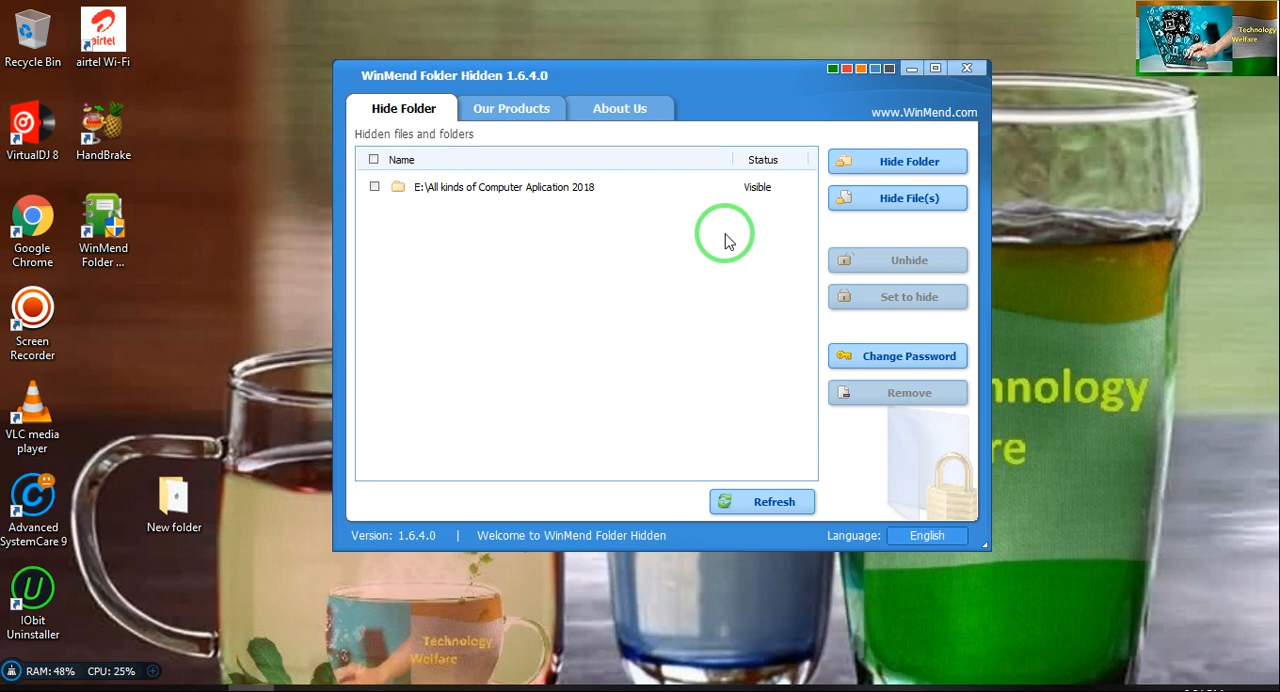 Recycle Bin
airtel
airtel Wi-Fi
VirtualDJ 8
HandBrake
Google
Chrome
WinMend
Folder ...
Screen
Recorder
VLC media
player
Advanced
SystemCare 9
New folder
IObit
Uninstaller
RAM: 48% CPU: 25%
WinMend Folder Hidden 1.6.4.0
Hide Folder
Our Products
About Us
www.WinMend.com
Hidden files and folders
Name
Status
E:\All kinds of Computer Aplication 2018
Visible
Hide Folder
Hide File(s)
Unhide
Set to hide
Change Password
Remove
Refresh
Version: 1.6.4.0 | Welcome to WinMend Folder Hidden
Language: English
Technology
Welfare
hnology
re
Technology
Welfare